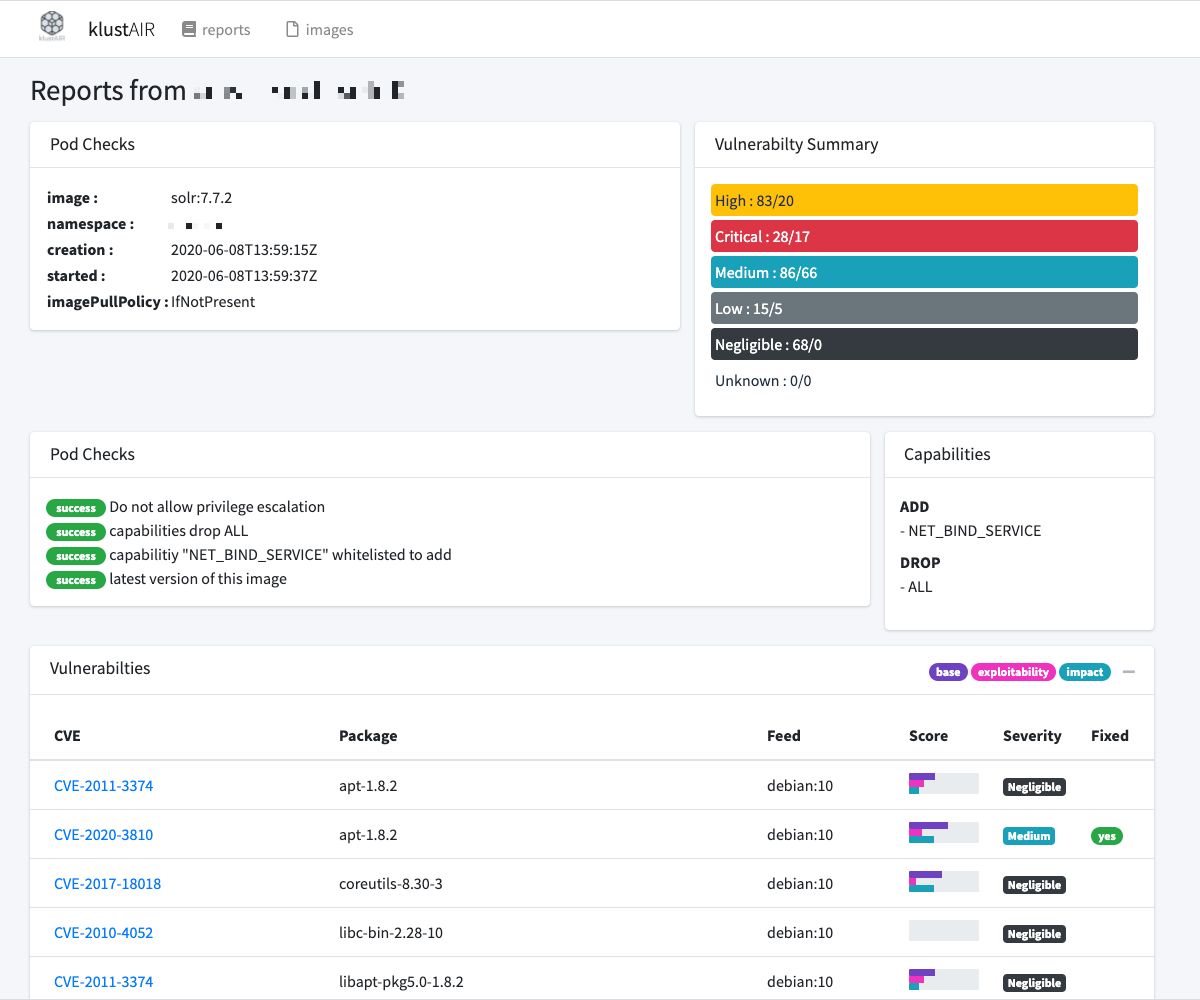 klustAIR
klustAIR reports images
Reports from
Pod Checks
image : solr:7.7.2
namespace :
creation : 2020-06-08T13:59:15Z
started : 2020-06-08T13:59:37Z
imagePullPolicy : IfNotPresent
Vulnerabilty Summary
High : 83/20
Critical : 28/17
Medium : 86/66
Low : 15/5
Negligible : 68/0
Unknown : 0/0
Pod Checks
success Do not allow privilege escalation
success capabilities drop ALL
success capabilitiy "NET_BIND_SERVICE" whitelisted to add
success latest version of this image
Capabilities
ADD
- NET_BIND_SERVICE
DROP
- ALL
Vulnerabilties base exploitability impact
CVE Package Feed Score Severity Fixed
CVE-2011-3374 apt-1.8.2 debian:10 Negligible
CVE-2020-3810 apt-1.8.2 debian:10 Medium yes
CVE-2017-18018 coreutils-8.30-3 debian:10 Negligible
CVE-2010-4052 libc-bin-2.28-10 debian:10 Negligible
CVE-2011-3374 libapt-pkg5.0-1.8.2 debian:10 Negligible